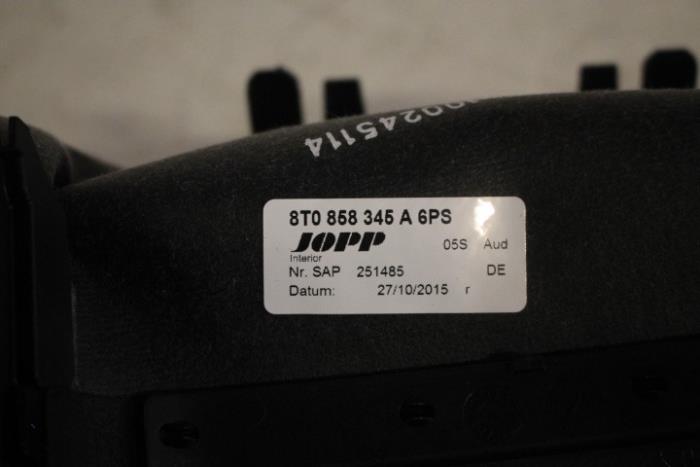 00245114
8T0 858 345 A 6PS
JOPP 05S Aud
Interior
Nr. SAP 251485 DE
Datum: 27/10/2015 r